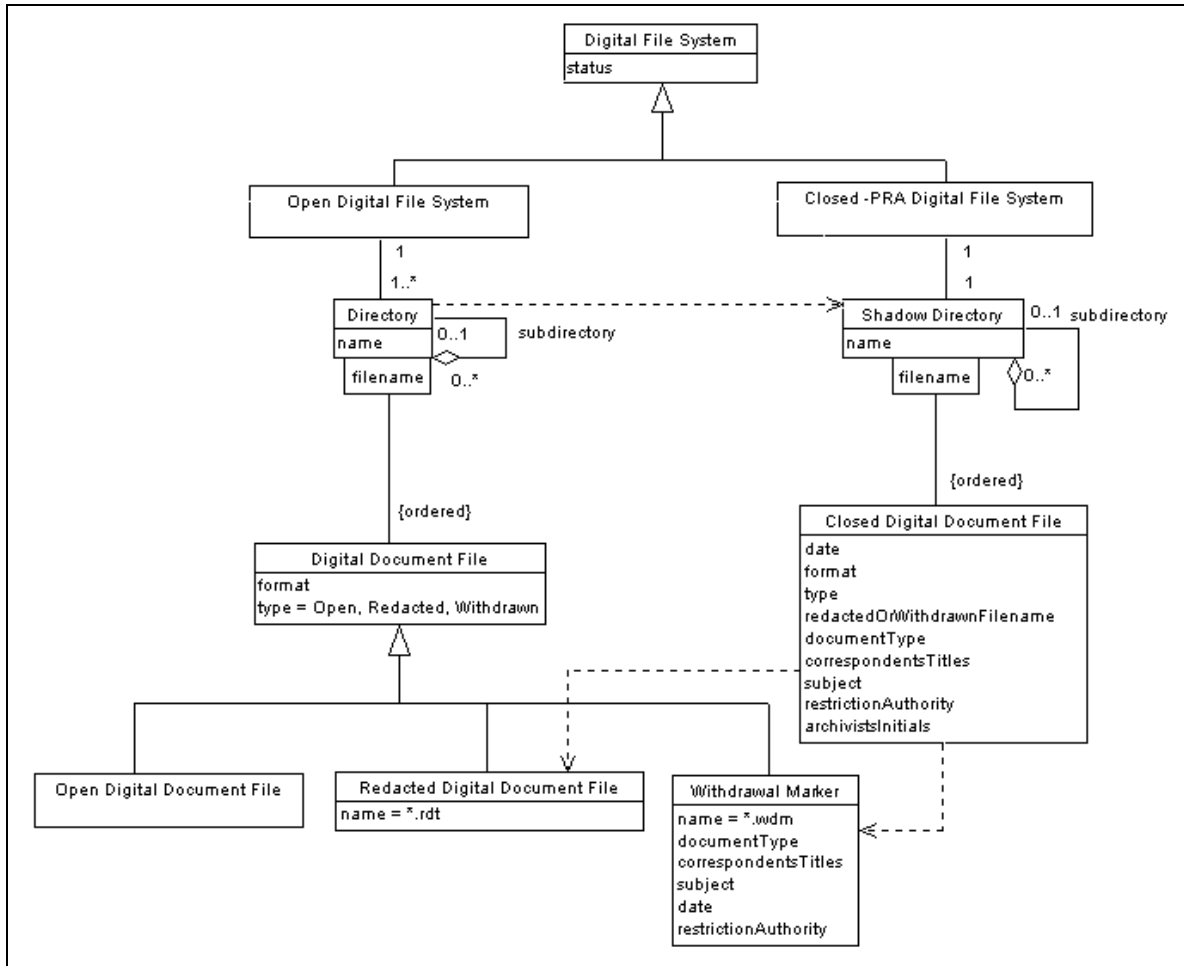 Digital File System
status
Open Digital File System
Closed -PRA Digital File System
1
1..*
1
1
Directory
name
filename
0..1
subdirectory
0..*
Shadow Directory
name
filename
0..1
subdirectory
0..*
{ordered}
{ordered}
Digital Document File
format
type = Open, Redacted, Withdrawn
Closed Digital Document File
date
format
type
redactedOrWithdrawnFilename
documentType
correspondentsTitles
subject
restrictionAuthority
archivistsInitials
Open Digital Document File
Redacted Digital Document File
name = *.rdt
Withdrawal Marker
name = *.wdm
documentType
correspondentsTitles
subject
date
restrictionAuthority